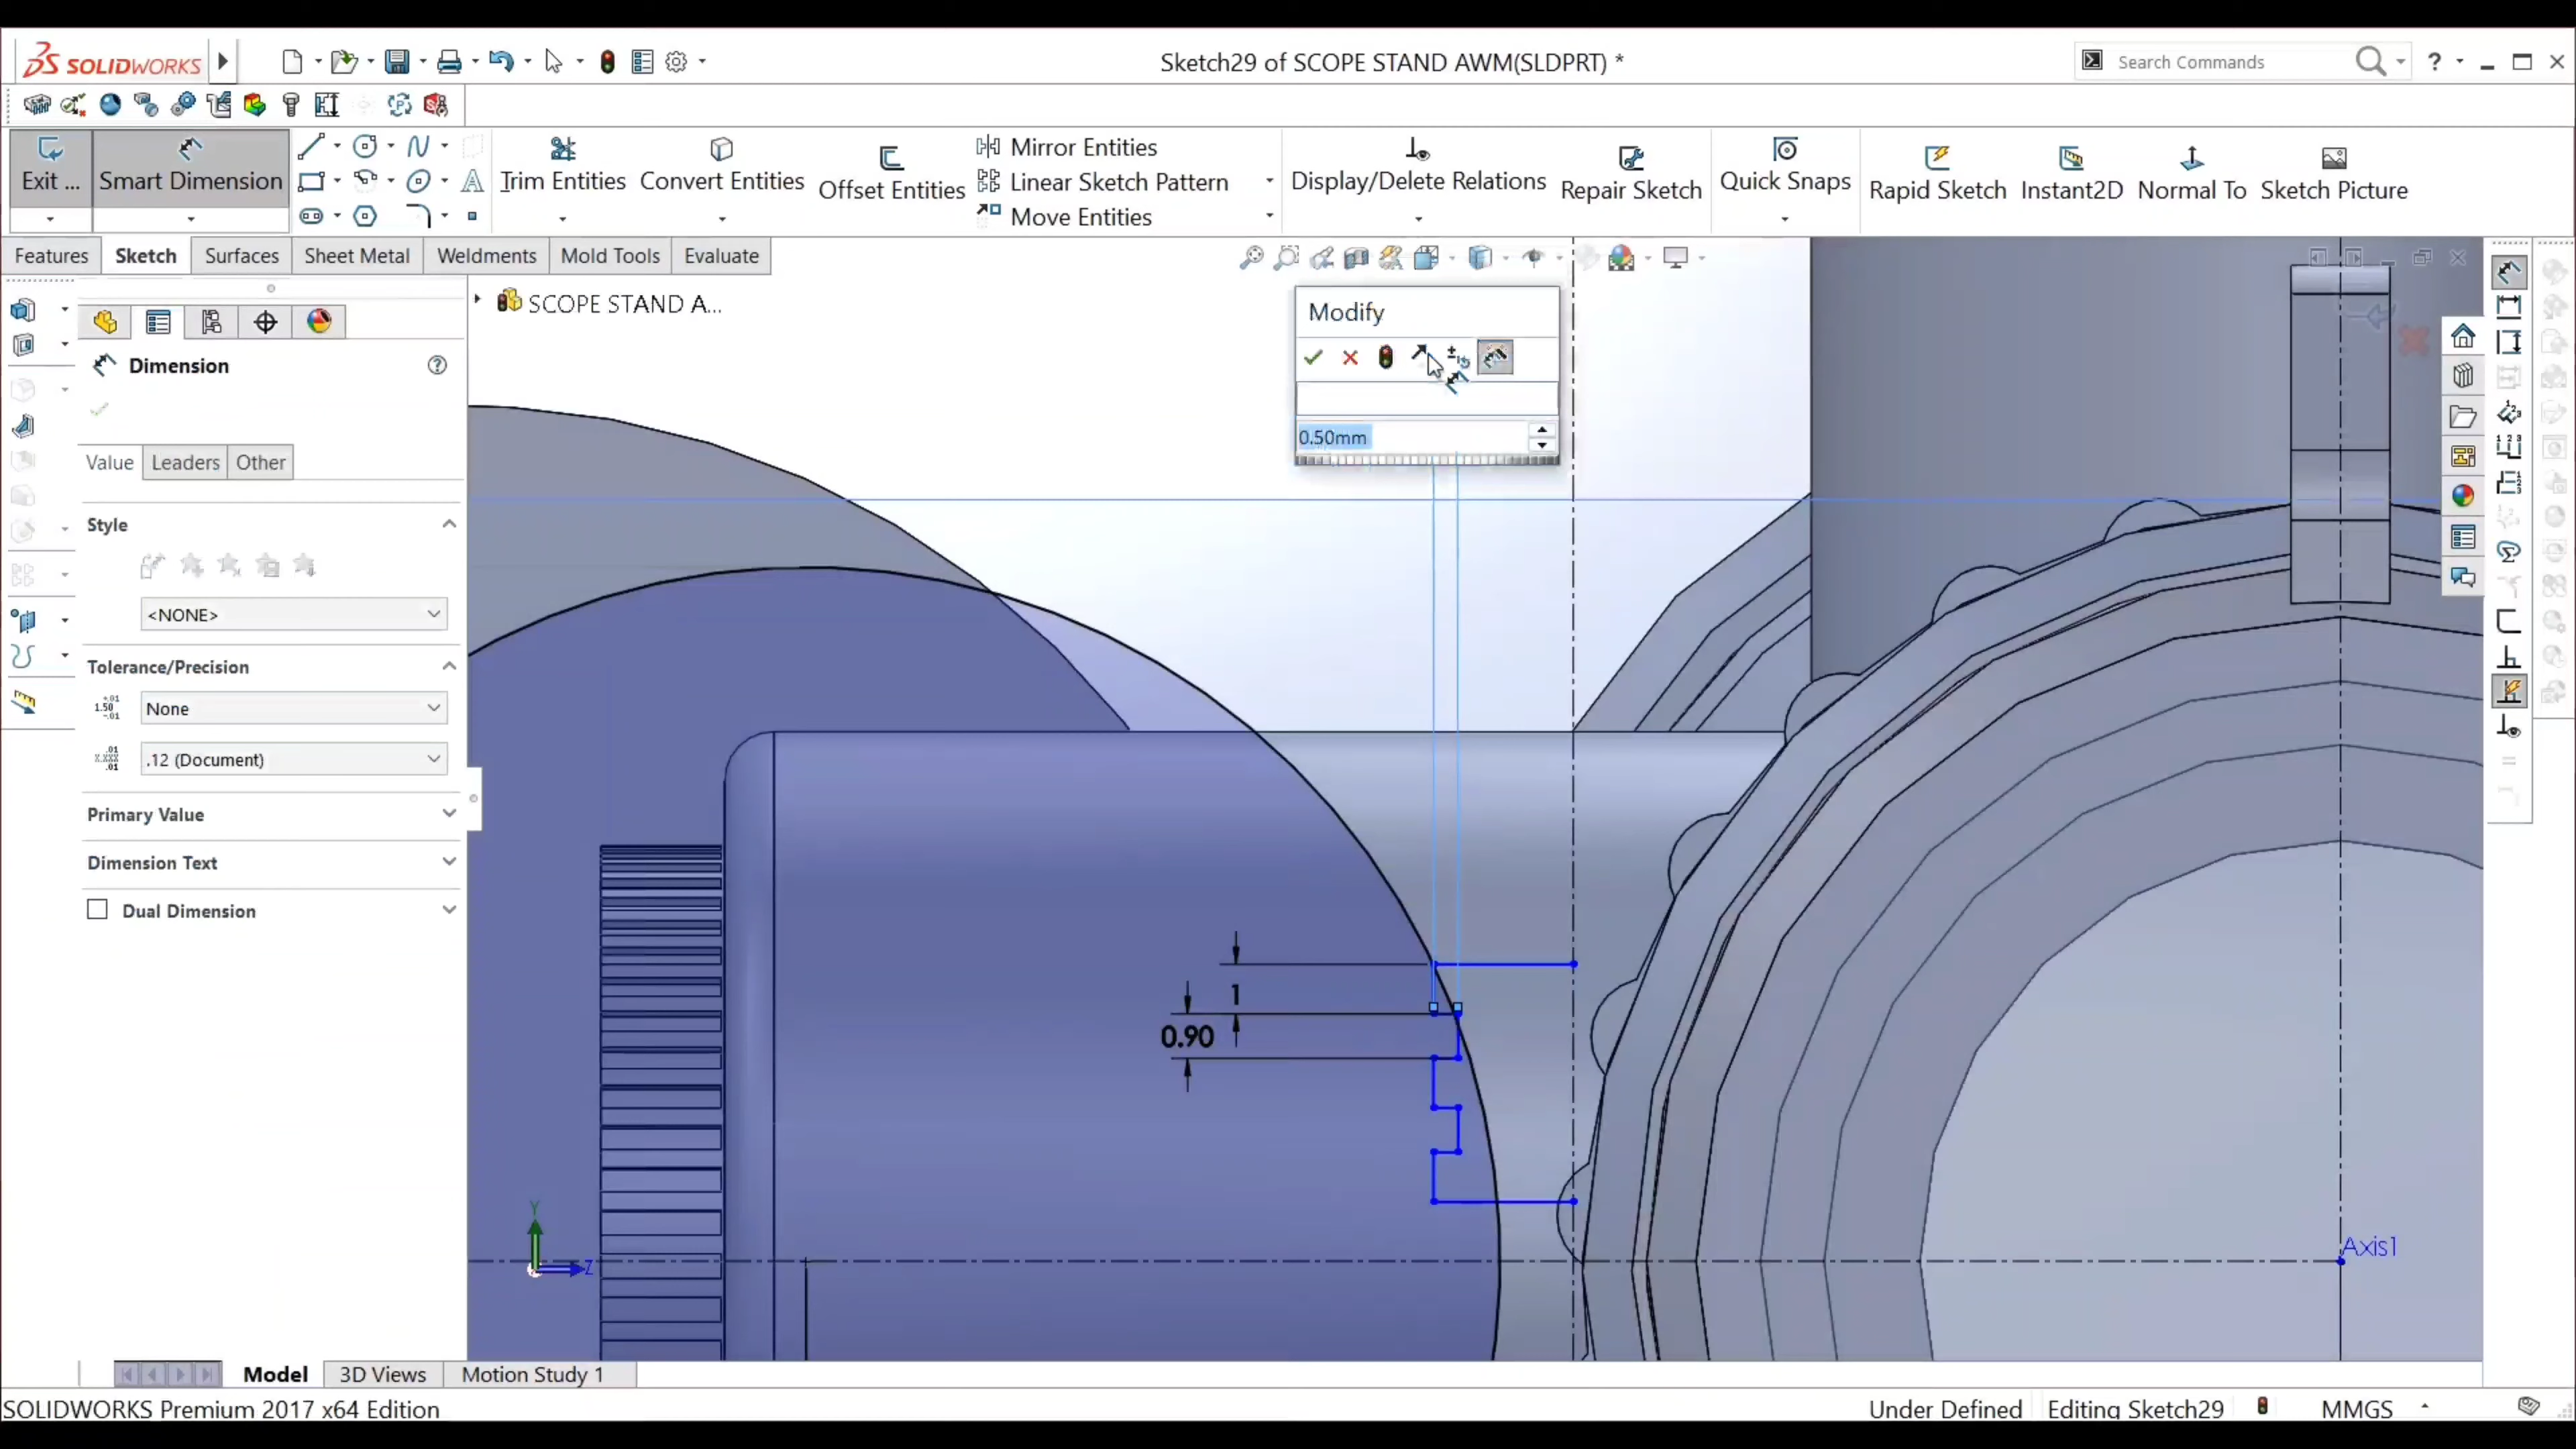 SOLIDWORKS
Sketch29 of SCOPE STAND AWM(SLDPRT) *
Search Commands
?
Exit ...
Smart Dimension
Trim Entities
Convert Entities
Offset Entities
Mirror Entities
Linear Sketch Pattern
Move Entities
Display/Delete Relations
Repair Sketch
Quick Snaps
Rapid Sketch
Instant2D
Normal To
Sketch Picture
Features
Sketch
Surfaces
Sheet Metal
Weldments
Mold Tools
Evaluate
SCOPE STAND A...
Modify
0.50mm
Dimension
Value
Leaders
Other
Style
<NONE>
Tolerance/Precision
None
.12 (Document)
Primary Value
Dimension Text
Dual Dimension
1
0.90
Y
Z
Axis1
Model
3D Views
Motion Study 1
SOLIDWORKS Premium 2017 x64 Edition
Under Defined
Editing Sketch29
MMGS